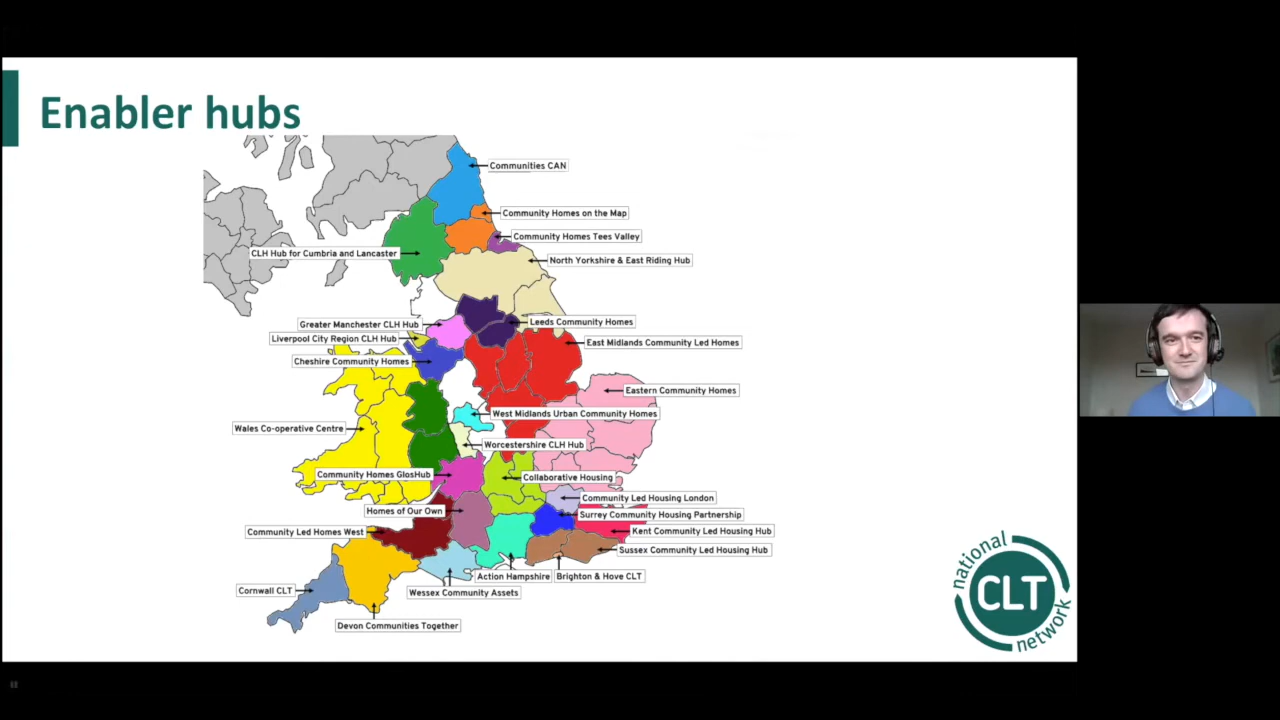 Enabler hubs
Communities CAN
Community Homes on the Map
Community Homes Tees Valley
CLH Hub for Cumbria and Lancaster
North Yorkshire & East Riding Hub
Greater Manchester CLH Hub
Leeds Community Homes
Liverpool City Region CLH Hub
East Midlands Community Led Homes
Cheshire Community Homes
Eastern Community Homes
West Midlands Urban Community Homes
Wales Co-operative Centre
Worcestershire CLH Hub
Community Homes GlosHub
Collaborative Housing
Community Led Housing London
Homes of Our Own
Surrey Community Housing Partnership
Community Led Homes West
Kent Community Led Housing Hub
Sussex Community Led Housing Hub
Action Hampshire
Brighton & Hove CLT
Cornwall CLT
Wessex Community Assets
Devon Communities Together
national
CLT
network